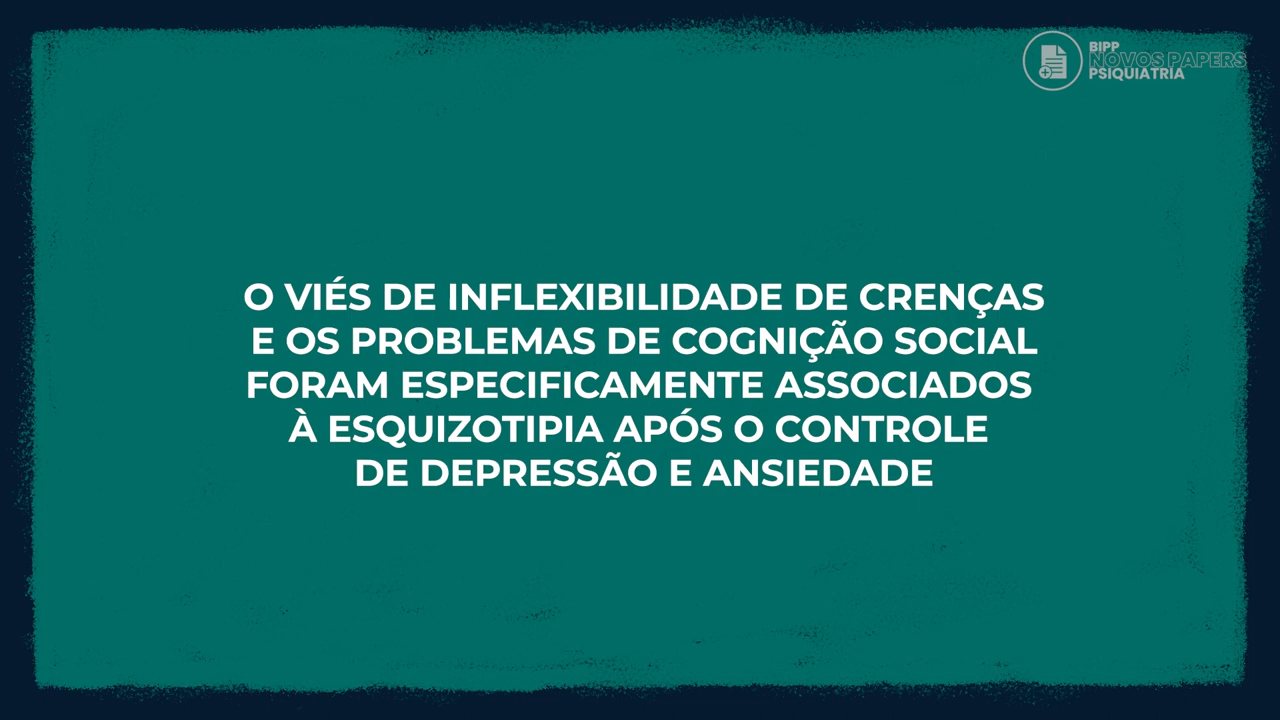 BIPP
NOVOS PAPERS
PSIQUIATRIA
O VIÉS DE INFLEXIBILIDADE DE CRENÇAS
E OS PROBLEMAS DE COGNIÇÃO SOCIAL
FORAM ESPECIFICAMENTE ASSOCIADOS
À ESQUIZOTIPIA APÓS O CONTROLE
DE DEPRESSÃO E ANSIEDADE